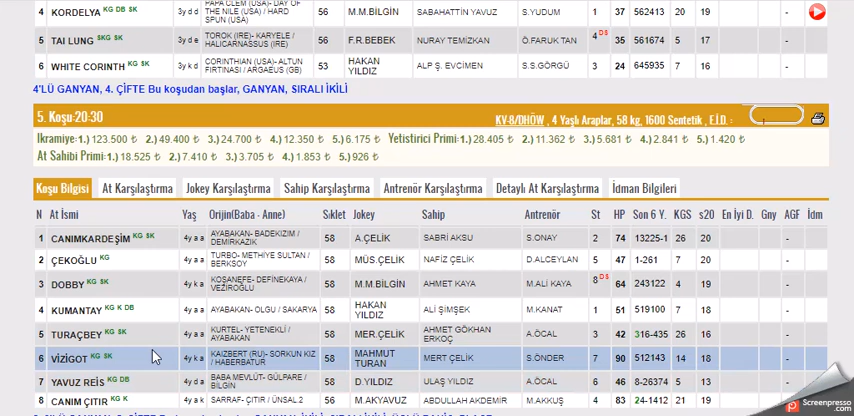 PAPA CLEM (USA)- DAY OF
4 KORDELYA KG DB SK 3y d d THE NILE (USA) / HARD SPUN (USA) 56 M.M.BİLGİN SABAHATTİN YAVUZ S.YUDUM 1 37 562413 20 19
5 TAI LUNG SKG SK 3y d e TOROK (IRE)- KARYELE / HALICARNASSUS (IRE) 56 F.R.BEBEK NURAY TEMİZKAN Ö.FARUK TAN 4 DS 35 561674 5 17
6 WHITE CORINTH KG SK 3y k d CORINTHIAN (USA)- ALTUN FIRTINASI / ARGAEUS (GB) 53 HAKAN YILDIZ ALP Ş. EVCİMEN S.S.GÖRGÜ 3 24 645935 7 16
4'LÜ GANYAN, 4. ÇİFTE Bu koşudan başlar, GANYAN, SIRALI İKİLİ
5. Koşu:20:30 KV-8/DHÖW , 4 Yaşlı Araplar, 58 kg, 1600 Sentetik , E.İ.D. :
Ikramiye: 1.) 123.500 ₺ 2.) 49.400 ₺ 3.) 24.700 ₺ 4.) 12.350 ₺ 5.) 6.175 ₺ Yetistirici Primi: 1.) 28.405 ₺ 2.) 11.362 ₺ 3.) 5.681 ₺ 4.) 2.841 ₺ 5.) 1.420 ₺
At Sahibi Primi: 1.) 18.525 ₺ 2.) 7.410 ₺ 3.) 3.705 ₺ 4.) 1.853 ₺ 5.) 926 ₺
Koşu Bilgisi At Karşılaştırma Jokey Karşılaştırma Sahip Karşılaştırma Antrenör Karşılaştırma Detaylı At Karşılaştırma İdman Bilgileri
N At İsmi Yaş Orijin(Baba - Anne) Sıklet Jokey Sahip Antrenör St HP Son 6 Y. KGS s20 En İyi D. Gny AGF İdm
1 CANIMKARDEŞİM KG SK 4y a a AYABAKAN- BADEKIZIM / DEMİRKAZIK 58 A.ÇELİK SABRİ AKSU S.ONAY 2 74 13225-1 26 20 -
2 ÇEKOĞLU KG 4y a a TURBO- METHİYE SULTAN / BERKSOY 58 MÜS.ÇELİK NAFİZ ÇELİK D.ALCEYLAN 5 47 1-261 7 20 -
3 DOBBY KG SK 4y k a KOŞANEFE- DEFİNEKAYA / VEZİROĞLU 58 M.M.BİLGİN AHMET KAYA M.ALİ KAYA 8 DS 64 243122 4 19 -
4 KUMANTAY KG K DB 4y a a AYABAKAN- OLGU / SAKARYA 58 HAKAN YILDIZ ALİ ŞİMŞEK M.KANAT 1 51 519100 7 18 -
5 TURAÇBEY KG SK 4y a a KURTEL- YETENEKLİ / AYABAKAN 58 MER.ÇELİK AHMET GÖKHAN ERKOÇ A.ÖCAL 3 42 316-435 26 16 -
6 VİZİGOT KG SK 4y k a KAIZBERT (RU)- SORKUN KIZ / HABERBATUR 58 MAHMUT TURAN MERT ÇELİK S.ÖNDER 7 90 512143 14 18 -
7 YAVUZ REİS KG DB 4y d a BABA MEVLÜT- GÜLPARE / BİLGİN 58 D.YILDIZ ULAŞ YILDIZ A.ÖCAL 6 46 8-26374 5 13 -
8 CANIM ÇITIR KG K 4y k a SARRAF- ÇITIR / ÜNSAL 2 58 M.AKYAVUZ ABDULLAH AKDEMİR M.AKKUŞ 4 83 24-1412 21 18 -
Screenpresso
.com